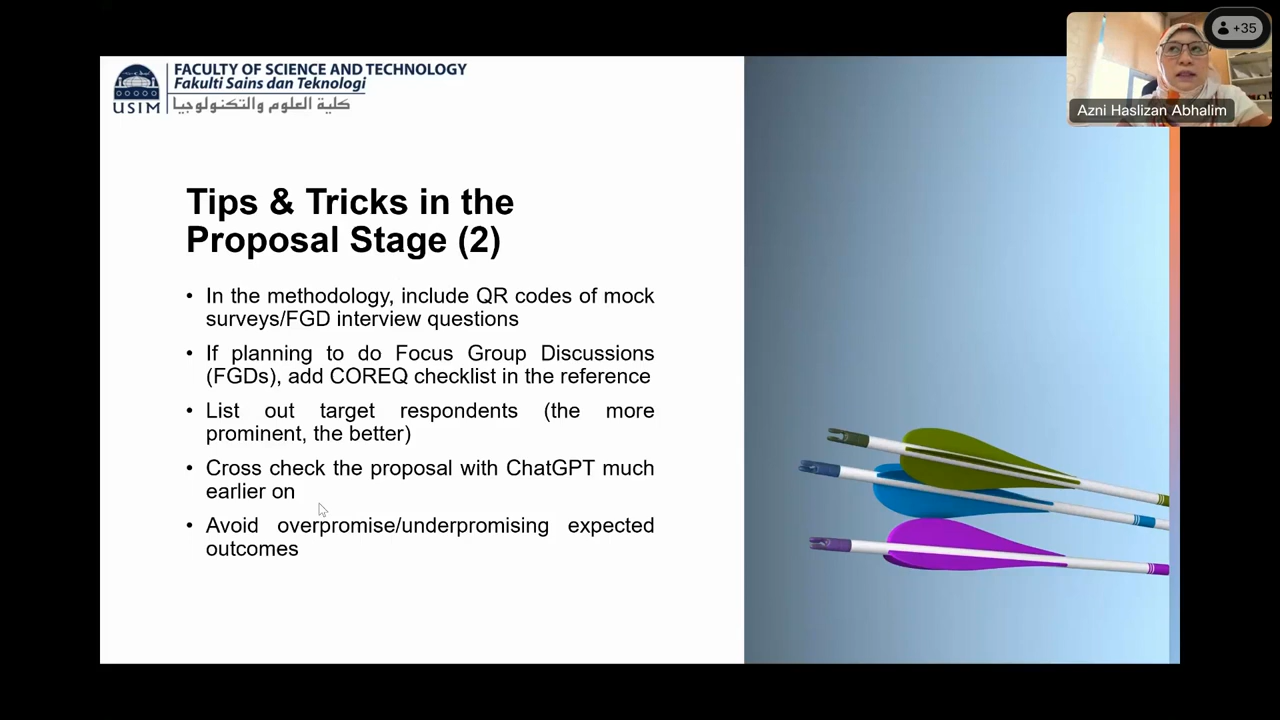 FACULTY OF SCIENCE AND TECHNOLOGY
Fakulti Sains dan Teknologi
كلية العلوم والتكنولوجيا
USIM
+35
Azni Haslizan Abhalim
Tips & Tricks in the
Proposal Stage (2)
• In the methodology, include QR codes of mock
surveys/FGD interview questions
• If planning to do Focus Group Discussions
(FGDs), add COREQ checklist in the reference
• List out target respondents (the more
prominent, the better)
• Cross check the proposal with ChatGPT much
earlier on
• Avoid overpromise/underpromising expected
outcomes